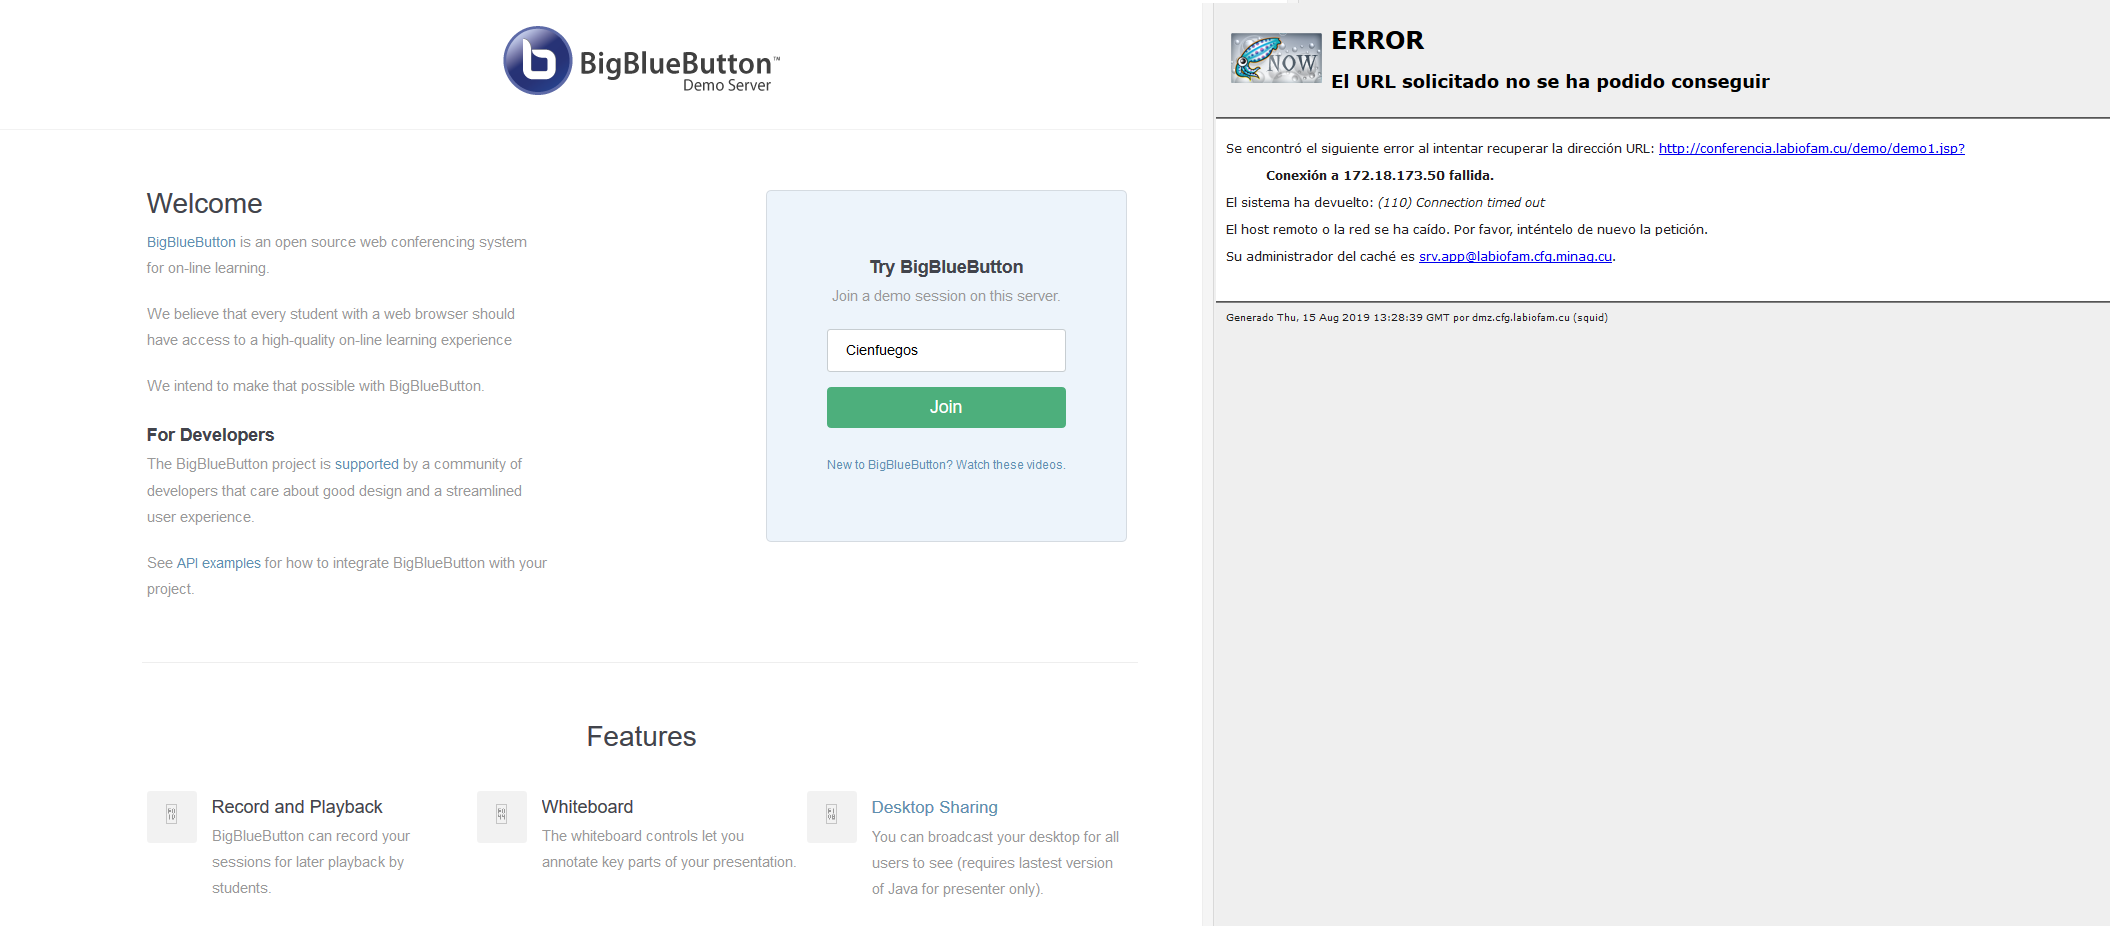 BigBlueButton™
Demo Server
Welcome
BigBlueButton is an open source web conferencing system
for on-line learning.
We believe that every student with a web browser should
have access to a high-quality on-line learning experience
We intend to make that possible with BigBlueButton.
For Developers
The BigBlueButton project is supported by a community of
developers that care about good design and a streamlined
user experience.
See API examples for how to integrate BigBlueButton with your
project.
Try BigBlueButton
Join a demo session on this server.
Cienfuegos
Join
New to BigBlueButton? Watch these videos.
Features
Record and Playback
BigBlueButton can record your
sessions for later playback by
students.
Whiteboard
The whiteboard controls let you
annotate key parts of your presentation.
Desktop Sharing
You can broadcast your desktop for all
users to see (requires lastest version
of Java for presenter only).
NOW
ERROR
El URL solicitado no se ha podido conseguir
Se encontró el siguiente error al intentar recuperar la dirección URL: http://conferencia.labiofam.cu/demo/demo1.jsp?
Conexión a 172.18.173.50 fallida.
El sistema ha devuelto: (110) Connection timed out
El host remoto o la red se ha caído. Por favor, inténtelo de nuevo la petición.
Su administrador del caché es srv.app@labiofam.cfg.minag.cu.
Generado Thu, 15 Aug 2019 13:28:39 GMT por dmz.cfg.labiofam.cu (squid)